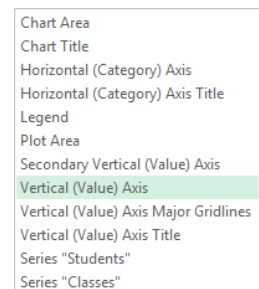 Chart Area
Chart Title
Horizontal (Category) Axis
Horizontal (Category) Axis Title
Legend
Plot Area
Secondary Vertical (Value) Axis
Vertical (Value) Axis
Vertical (Value) Axis Major Gridlines
Vertical (Value) Axis Title
Series "Students"
Series "Classes"